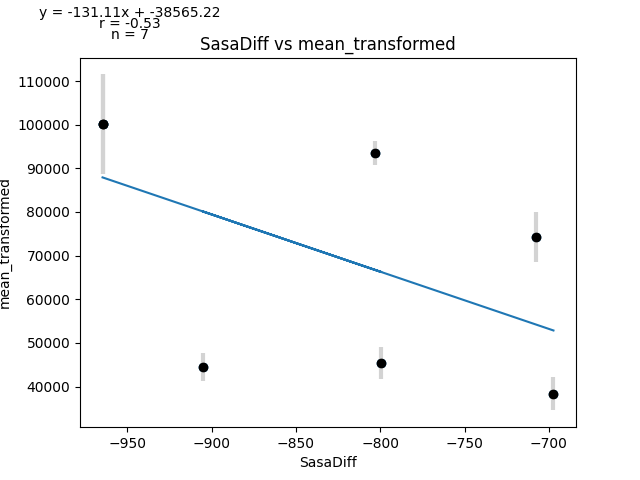 y = -131.11x + -38565.22
r = -0.53
n = 7
SasaDiff vs mean_transformed
110000
100000
90000
80000
70000
60000
50000
40000
mean_transformed
−950
−900
−850
−800
−750
−700
SasaDiff